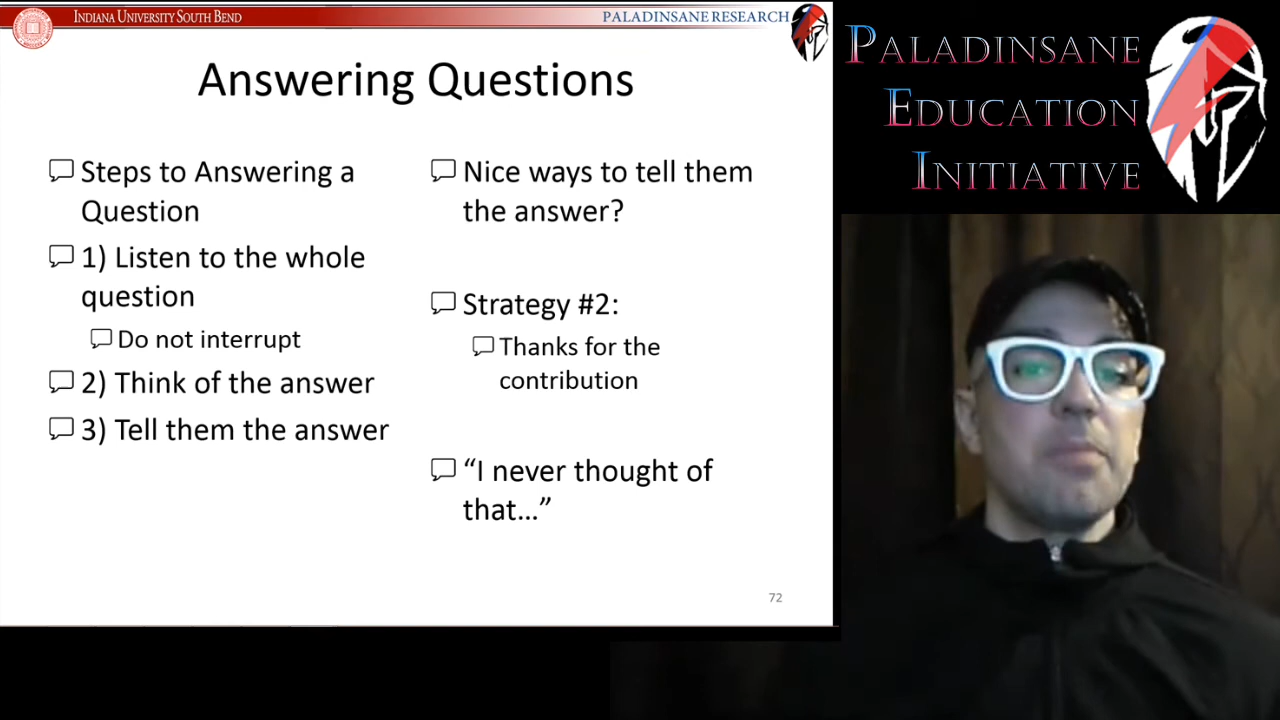 INDIANA UNIVERSITY SOUTH BEND
PALADINSANE RESEARCH
Answering Questions
Steps to Answering a
Question
1) Listen to the whole
question
Do not interrupt
2) Think of the answer
3) Tell them the answer
Nice ways to tell them
the answer?
Strategy #2:
Thanks for the
contribution
“I never thought of
that…”
72
PALADINSANE
EDUCATION
INITIATIVE